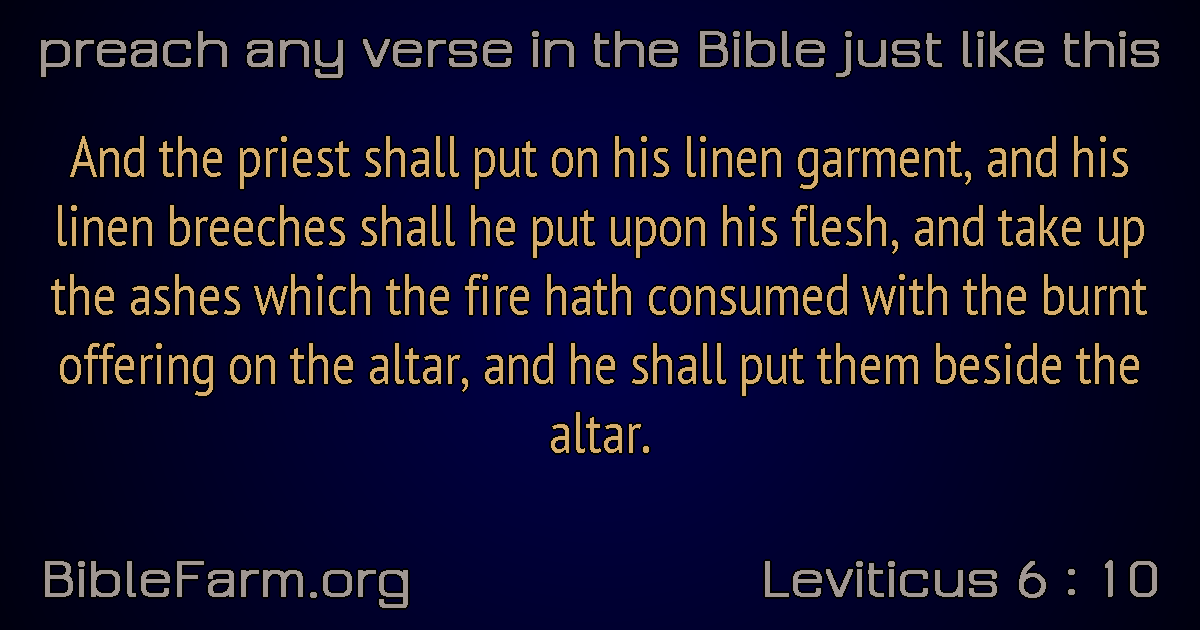 preach any verse in the Bible just like this
And the priest shall put on his linen garment, and his
linen breeches shall he put upon his flesh, and take up
the ashes which the fire hath consumed with the burnt
offering on the altar, and he shall put them beside the
altar.
BibleFarm.org
Leviticus 6 : 10